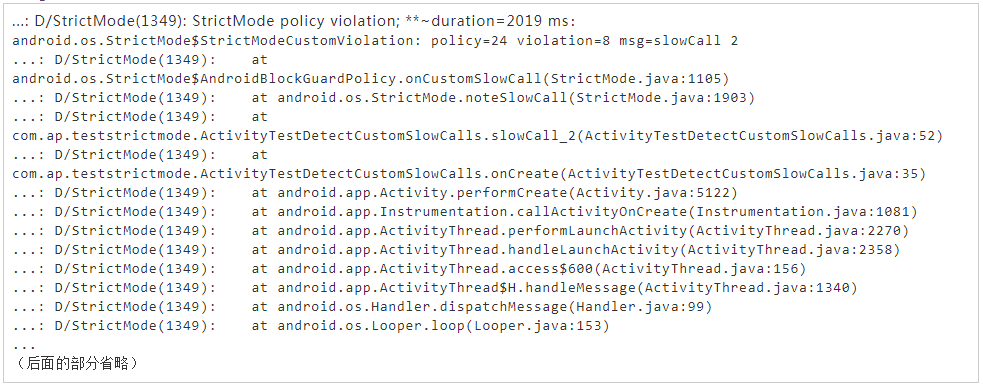 ...: D/StrictMode(1349): StrictMode policy violation; **~duration=2019 ms:
android.os.StrictMode$StrictModeCustomViolation: policy=24 violation=8 msg=slowCall 2
...: D/StrictMode(1349):    at
android.os.StrictMode$AndroidBlockGuardPolicy.onCustomSlowCall(StrictMode.java:1105)
...: D/StrictMode(1349):    at android.os.StrictMode.noteSlowCall(StrictMode.java:1903)
...: D/StrictMode(1349):    at
com.ap.teststrictmode.ActivityTestDetectCustomSlowCalls.slowCall_2(ActivityTestDetectCustomSlowCalls.java:52)
...: D/StrictMode(1349):    at
com.ap.teststrictmode.ActivityTestDetectCustomSlowCalls.onCreate(ActivityTestDetectCustomSlowCalls.java:35)
...: D/StrictMode(1349):    at android.app.Activity.performCreate(Activity.java:5122)
...: D/StrictMode(1349):    at android.app.Instrumentation.callActivityOnCreate(Instrumentation.java:1081)
...: D/StrictMode(1349):    at android.app.ActivityThread.performLaunchActivity(ActivityThread.java:2270)
...: D/StrictMode(1349):    at android.app.ActivityThread.handleLaunchActivity(ActivityThread.java:2358)
...: D/StrictMode(1349):    at android.app.ActivityThread.access$600(ActivityThread.java:156)
...: D/StrictMode(1349):    at android.app.ActivityThread$H.handleMessage(ActivityThread.java:1340)
...: D/StrictMode(1349):    at android.os.Handler.dispatchMessage(Handler.java:99)
...: D/StrictMode(1349):    at android.os.Looper.loop(Looper.java:153)
...
（后面的部分省略）